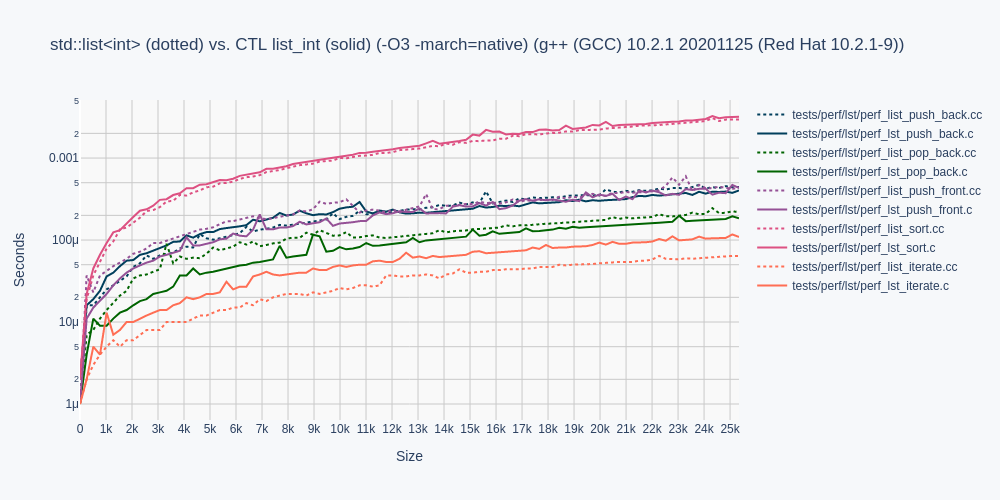 std::list<int> (dotted) vs. CTL list_int (solid) (-O3 -march=native) (g++ (GCC) 10.2.1 20201125 (Red Hat 10.2.1-9))
5
2
0.001
5
2
100μ
5
2
10μ
5
2
1μ
Seconds
0 1k 2k 3k 4k 5k 6k 7k 8k 9k 10k 11k 12k 13k 14k 15k 16k 17k 18k 19k 20k 21k 22k 23k 24k 25k
Size
tests/perf/lst/perf_list_push_back.cc
tests/perf/lst/perf_lst_push_back.c
tests/perf/lst/perf_list_pop_back.cc
tests/perf/lst/perf_lst_pop_back.c
tests/perf/lst/perf_list_push_front.cc
tests/perf/lst/perf_lst_push_front.c
tests/perf/lst/perf_list_sort.cc
tests/perf/lst/perf_lst_sort.c
tests/perf/lst/perf_list_iterate.cc
tests/perf/lst/perf_lst_iterate.c